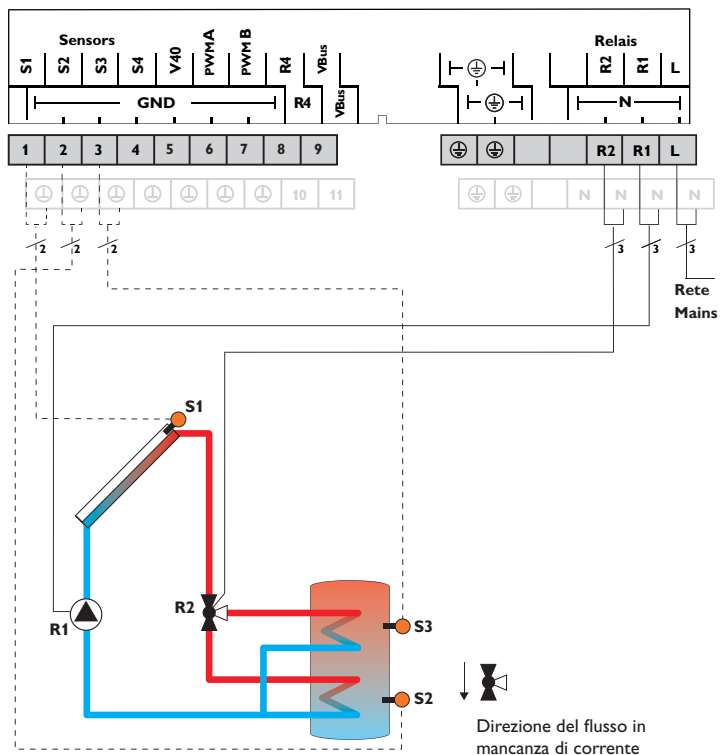 Sensors
Relais
S1 S2 S3 S4 V40 PWMA PWM B R4 VBus
R2 R1 L
GND R4 VBus
N
1 2 3 4 5 6 7 8 9
R2 R1 L
10 11
N N N N
2 2 2
3 3 3
Rete
Mains
S1
R2
R1
S3
S2
Direzione del flusso in
mancanza di corrente